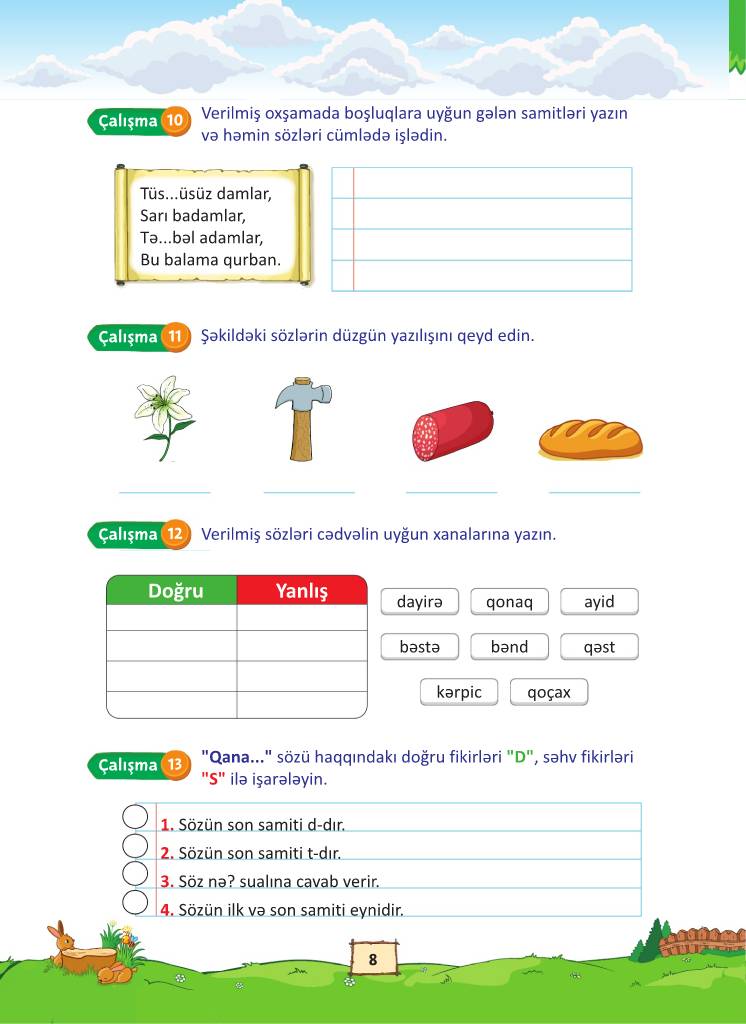 Çalışma 10 Verilmiş oxşamada boşluqlara uyğun gələn samitləri yazın
və həmin sözləri cümlədə işlədin.
Tüs...üsüz damlar,
Sarı badamlar,
Tə...bəl adamlar,
Bu balama qurban.
Çalışma 11 Şəkildəki sözlərin düzgün yazılışını qeyd edin.
Çalışma 12 Verilmiş sözləri cədvəlin uyğun xanalarına yazın.
Doğru Yanlış
dayirə qonaq ayid
bəstə bənd qəst
kərpic qoçax
Çalışma 13 "Qana..." sözü haqqındakı doğru fikirləri "D", səhv fikirləri
"S" ilə işarələyin.
1. Sözün son samiti d-dır.
2. Sözün son samiti t-dır.
3. Söz nə? sualına cavab verir.
4. Sözün ilk və son samiti eynidir.
8